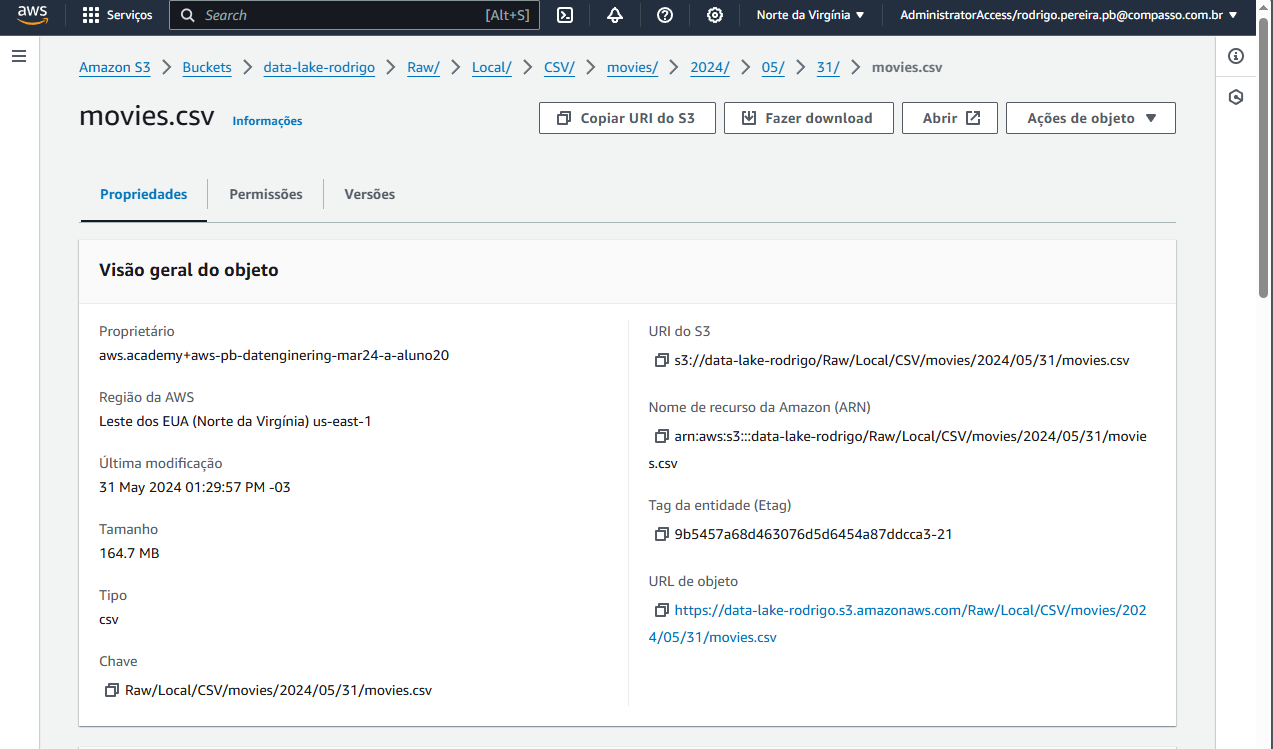 aws Serviços Search [Alt+S] Norte da Virgínia AdministratorAccess/rodrigo.pereira.pb@compasso.com.br
Amazon S3 Buckets data-lake-rodrigo Raw/ Local/ CSV/ movies/ 2024/ 05/ 31/ movies.csv
movies.csv Informações Copiar URI do S3 Fazer download Abrir Ações de objeto
Propriedades Permissões Versões
Visão geral do objeto
Proprietário
aws.academy+aws-pb-datenginering-mar24-a-aluno20
Região da AWS
Leste dos EUA (Norte da Virgínia) us-east-1
Última modificação
31 May 2024 01:29:57 PM -03
Tamanho
164.7 MB
Tipo
csv
Chave
Raw/Local/CSV/movies/2024/05/31/movies.csv
URI do S3
s3://data-lake-rodrigo/Raw/Local/CSV/movies/2024/05/31/movies.csv
Nome de recurso da Amazon (ARN)
arn:aws:s3:::data-lake-rodrigo/Raw/Local/CSV/movies/2024/05/31/movie
s.csv
Tag da entidade (Etag)
9b5457a68d463076d5d6454a87ddcca3-21
URL de objeto
https://data-lake-rodrigo.s3.amazonaws.com/Raw/Local/CSV/movies/202
4/05/31/movies.csv